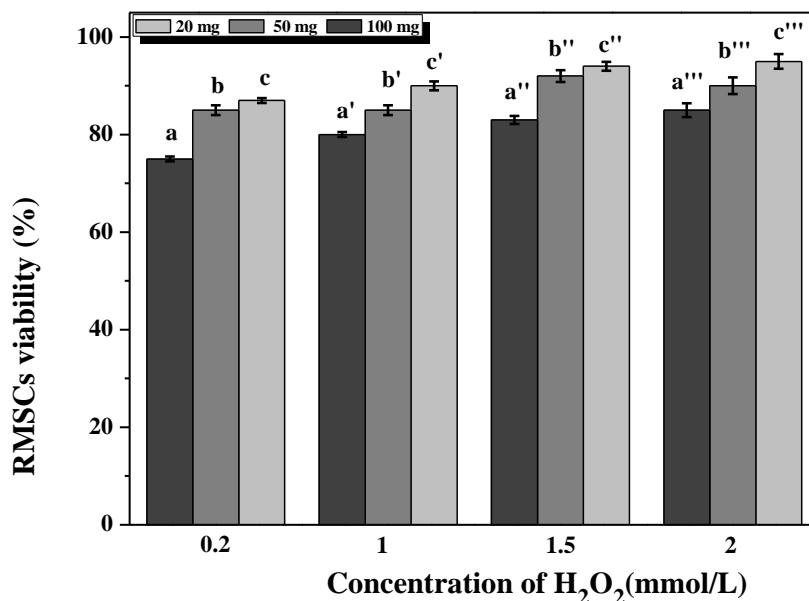 20 mg 50 mg 100 mg
100
80
60
40
20
0
RMSCs viability (%)
a b c
a' b' c'
a'' b'' c''
a''' b''' c'''
0.2 1 1.5 2
Concentration of H₂O₂(mmol/L)